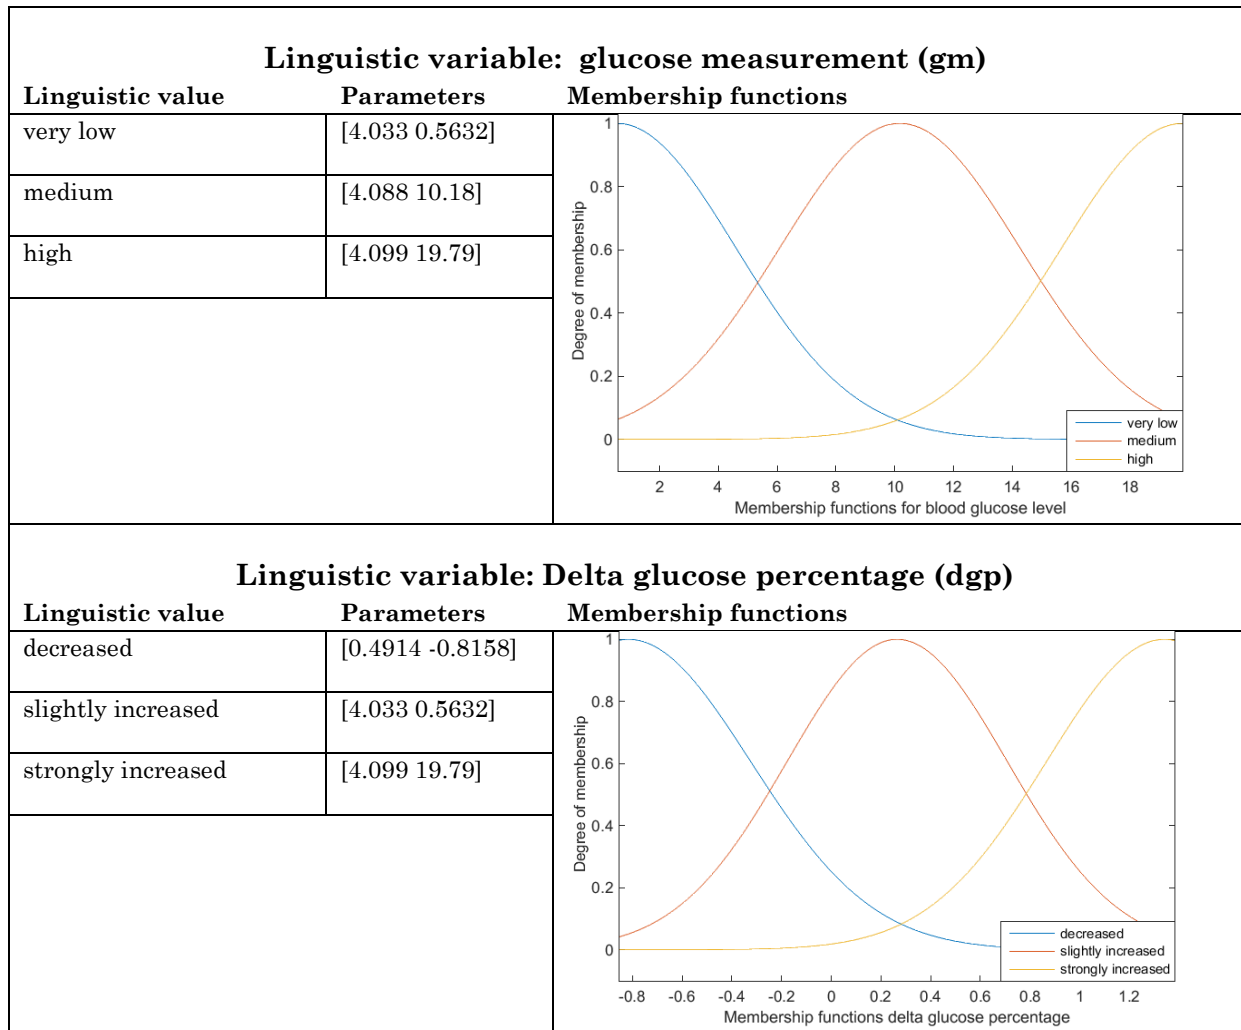 Linguistic variable: glucose measurement (gm)
Linguistic value Parameters Membership functions
very low [4.033 0.5632]
medium [4.088 10.18]
high [4.099 19.79]
1
0.8
0.6
0.4
0.2
0
Degree of membership
very low
medium
high
2 4 6 8 10 12 14 16 18
Membership functions for blood glucose level
Linguistic variable: Delta glucose percentage (dgp)
Linguistic value Parameters Membership functions
decreased [0.4914 -0.8158]
slightly increased [4.033 0.5632]
strongly increased [4.099 19.79]
1
0.8
0.6
0.4
0.2
0
Degree of membership
decreased
slightly increased
strongly increased
-0.8 -0.6 -0.4 -0.2 0 0.2 0.4 0.6 0.8 1 1.2
Membership functions delta glucose percentage